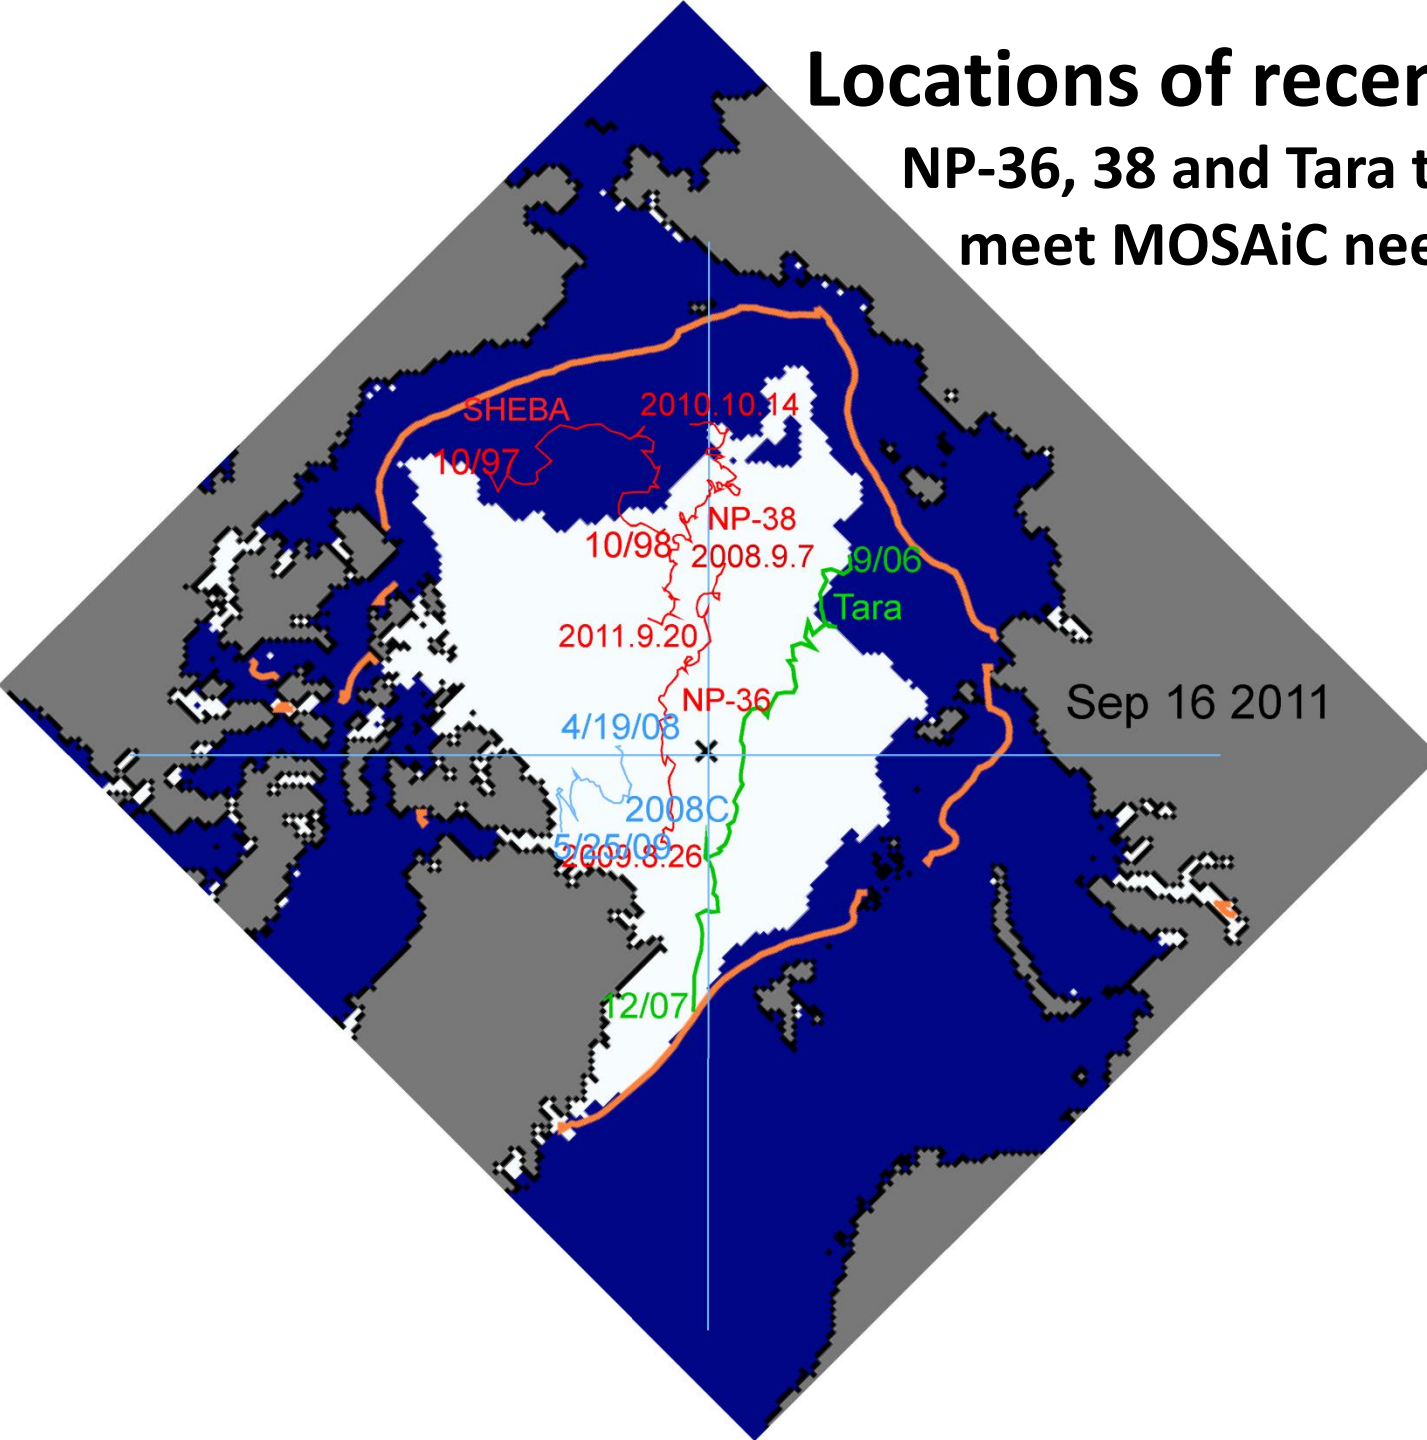 Locations of recen
NP-36, 38 and Tara t
meet MOSAiC nee
SHEBA
2010.10.14
10/97
NP-38
10/98
2008.9.7
9/06
Tara
2011.9.20
NP-36
Sep 16 2011
4/19/08
2008C
5/25/09
2009.8.26
12/07